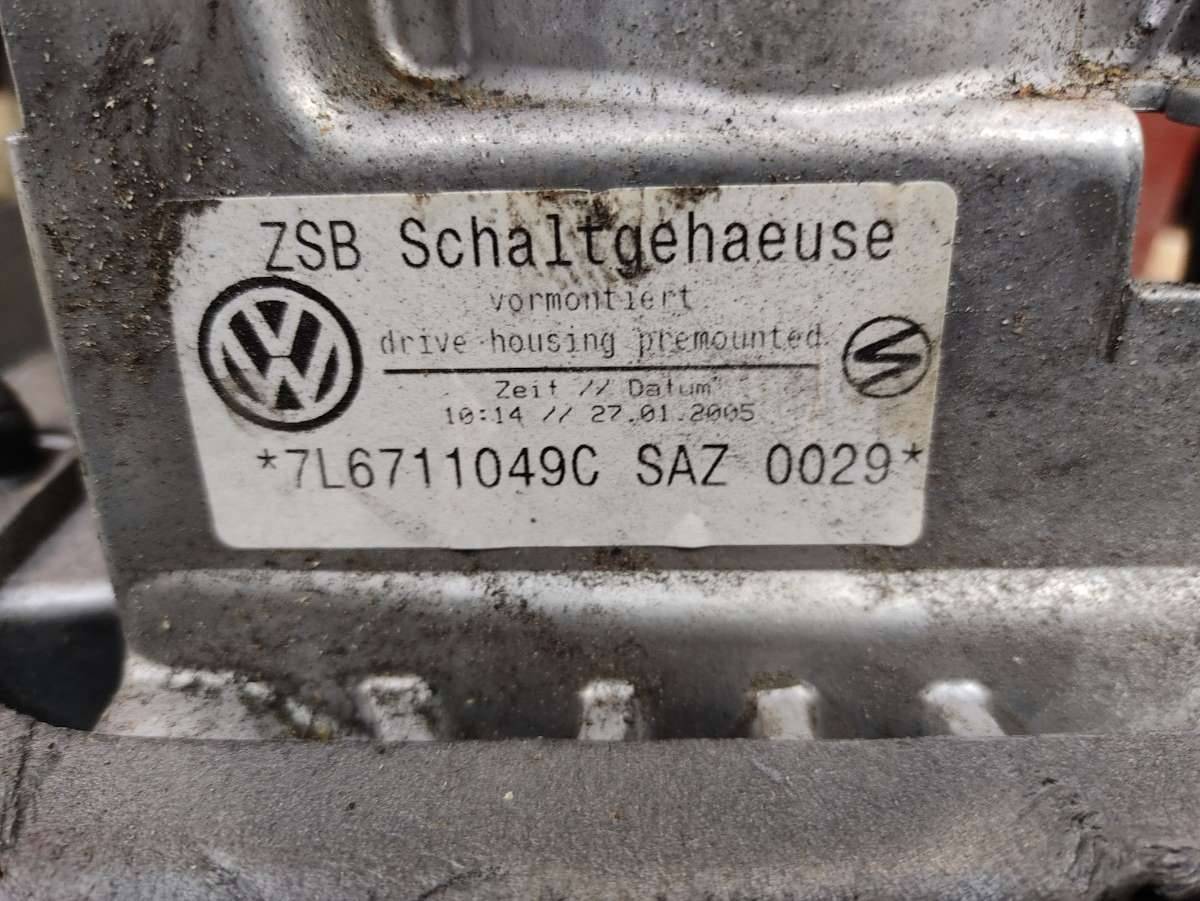 ZSB Schaltgehaeuse
vormontiert
drive housing premounted
Zeit // Datum
10:14 // 27.01.2005
*7L6711049C SAZ 0029*